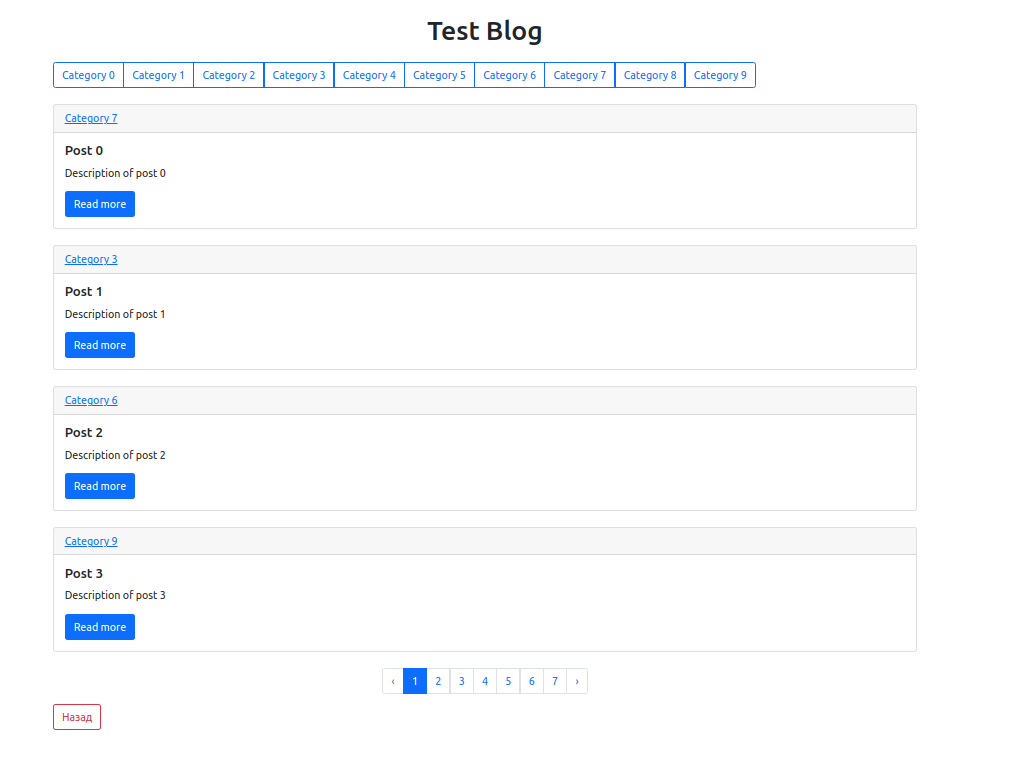 Test Blog
Category 0 Category 1 Category 2 Category 3 Category 4 Category 5 Category 6 Category 7 Category 8 Category 9
Category 7
Post 0
Description of post 0
Read more
Category 3
Post 1
Description of post 1
Read more
Category 6
Post 2
Description of post 2
Read more
Category 9
Post 3
Description of post 3
Read more
‹ 1 2 3 4 5 6 7 ›
Назад